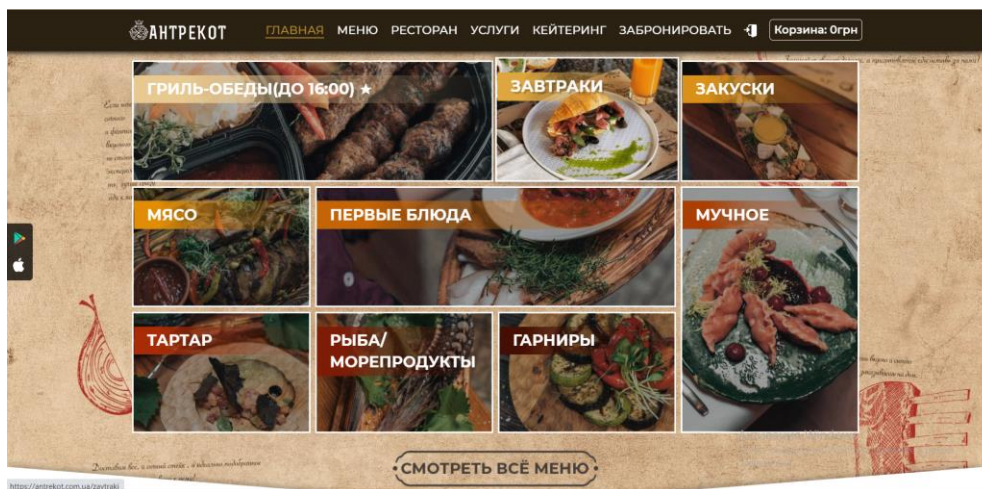 АНТРЕКОТ
ГЛАВНАЯ МЕНЮ РЕСТОРАН УСЛУГИ КЕЙТЕРИНГ ЗАБРОНИРОВАТЬ Корзина: 0грн
ГРИЛЬ-ОБЕДЫ(ДО 16:00) ★
ЗАВТРАКИ
ЗАКУСКИ
МЯСО
ПЕРВЫЕ БЛЮДА
МУЧНОЕ
ТАРТАР
РЫБА/
МОРЕПРОДУКТЫ
ГАРНИРЫ
СМОТРЕТЬ ВСЁ МЕНЮ
https://antrekot.com.ua/zavtraki